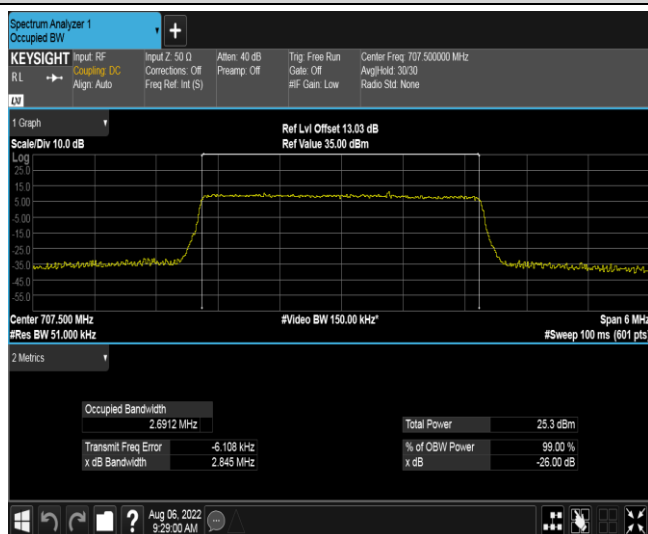 Spectrum Analyzer 1
Occupied BW
KEYSIGHT
RL
LXI
Input: RF
Coupling: DC
Align: Auto
Input Z: 50 Ω
Corrections: Off
Freq Ref: Int (S)
Atten: 40 dB
Preamp: Off
Trig: Free Run
Gate: Off
#IF Gain: Low
Center Freq: 707.500000 MHz
Avg|Hold: 30/30
Radio Std: None
1 Graph
Scale/Div 10.0 dB
Ref Lvl Offset 13.03 dB
Ref Value 35.00 dBm
Log
25.0
15.0
5.00
-5.00
-15.0
-25.0
-35.0
-45.0
-55.0
Center 707.500 MHz
#Res BW 51.000 kHz
#Video BW 150.00 kHz*
Span 6 MHz
#Sweep 100 ms (601 pts)
2 Metrics
Occupied Bandwidth
2.6912 MHz
Transmit Freq Error -6.108 kHz
x dB Bandwidth 2.845 MHz
Total Power 25.3 dBm
% of OBW Power 99.00 %
x dB -26.00 dB
?
Aug 06, 2022
9:29:00 AM